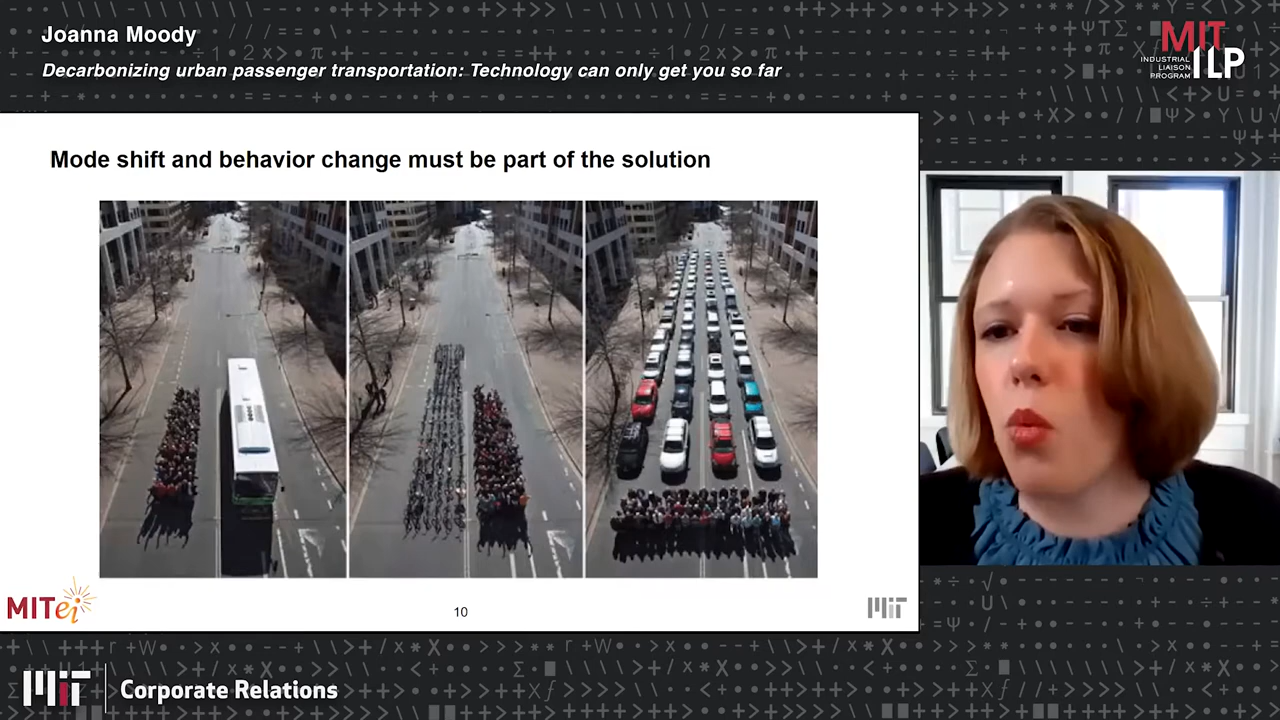 Joanna Moody
Decarbonizing urban passenger transportation: Technology can only get you so far
MIT
INDUSTRIAL
LIAISON
PROGRAM
ILP
Mode shift and behavior change must be part of the solution
MITei
10
MIT
MIT
Corporate Relations